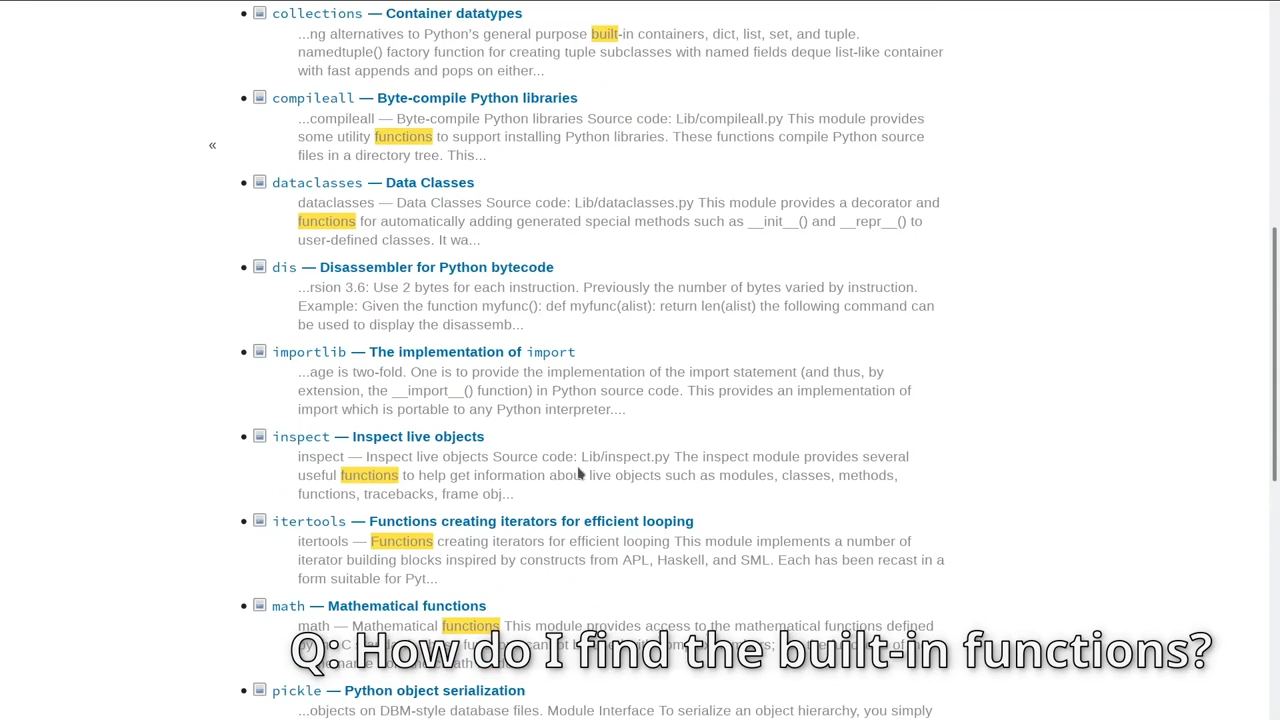 collections — Container datatypes
...ng alternatives to Python's general purpose built-in containers, dict, list, set, and tuple.
namedtuple() factory function for creating tuple subclasses with named fields deque list-like container
with fast appends and pops on either...
compileall — Byte-compile Python libraries
...compileall — Byte-compile Python libraries Source code: Lib/compileall.py This module provides
some utility functions to support installing Python libraries. These functions compile Python source
files in a directory tree. This...
«
dataclasses — Data Classes
dataclasses — Data Classes Source code: Lib/dataclasses.py This module provides a decorator and
functions for automatically adding generated special methods such as __init__() and __repr__() to
user-defined classes. It wa...
dis — Disassembler for Python bytecode
...rsion 3.6: Use 2 bytes for each instruction. Previously the number of bytes varied by instruction.
Example: Given the function myfunc(): def myfunc(alist): return len(alist) the following command can
be used to display the disassemb...
importlib — The implementation of import
...age is two-fold. One is to provide the implementation of the import statement (and thus, by
extension, the __import__() function) in Python source code. This provides an implementation of
import which is portable to any Python interpreter....
inspect — Inspect live objects
inspect — Inspect live objects Source code: Lib/inspect.py The inspect module provides several
useful functions to help get information about live objects such as modules, classes, methods,
functions, tracebacks, frame obj...
itertools — Functions creating iterators for efficient looping
itertools — Functions creating iterators for efficient looping This module implements a number of
iterator building blocks inspired by constructs from APL, Haskell, and SML. Each has been recast in a
form suitable for Pyt...
math — Mathematical functions
math — Mathematical functions This module provides access to the mathematical functions defined
Q: How do I find the built-in functions?
pickle — Python object serialization
...objects on DBM-style database files. Module Interface To serialize an object hierarchy, you simply